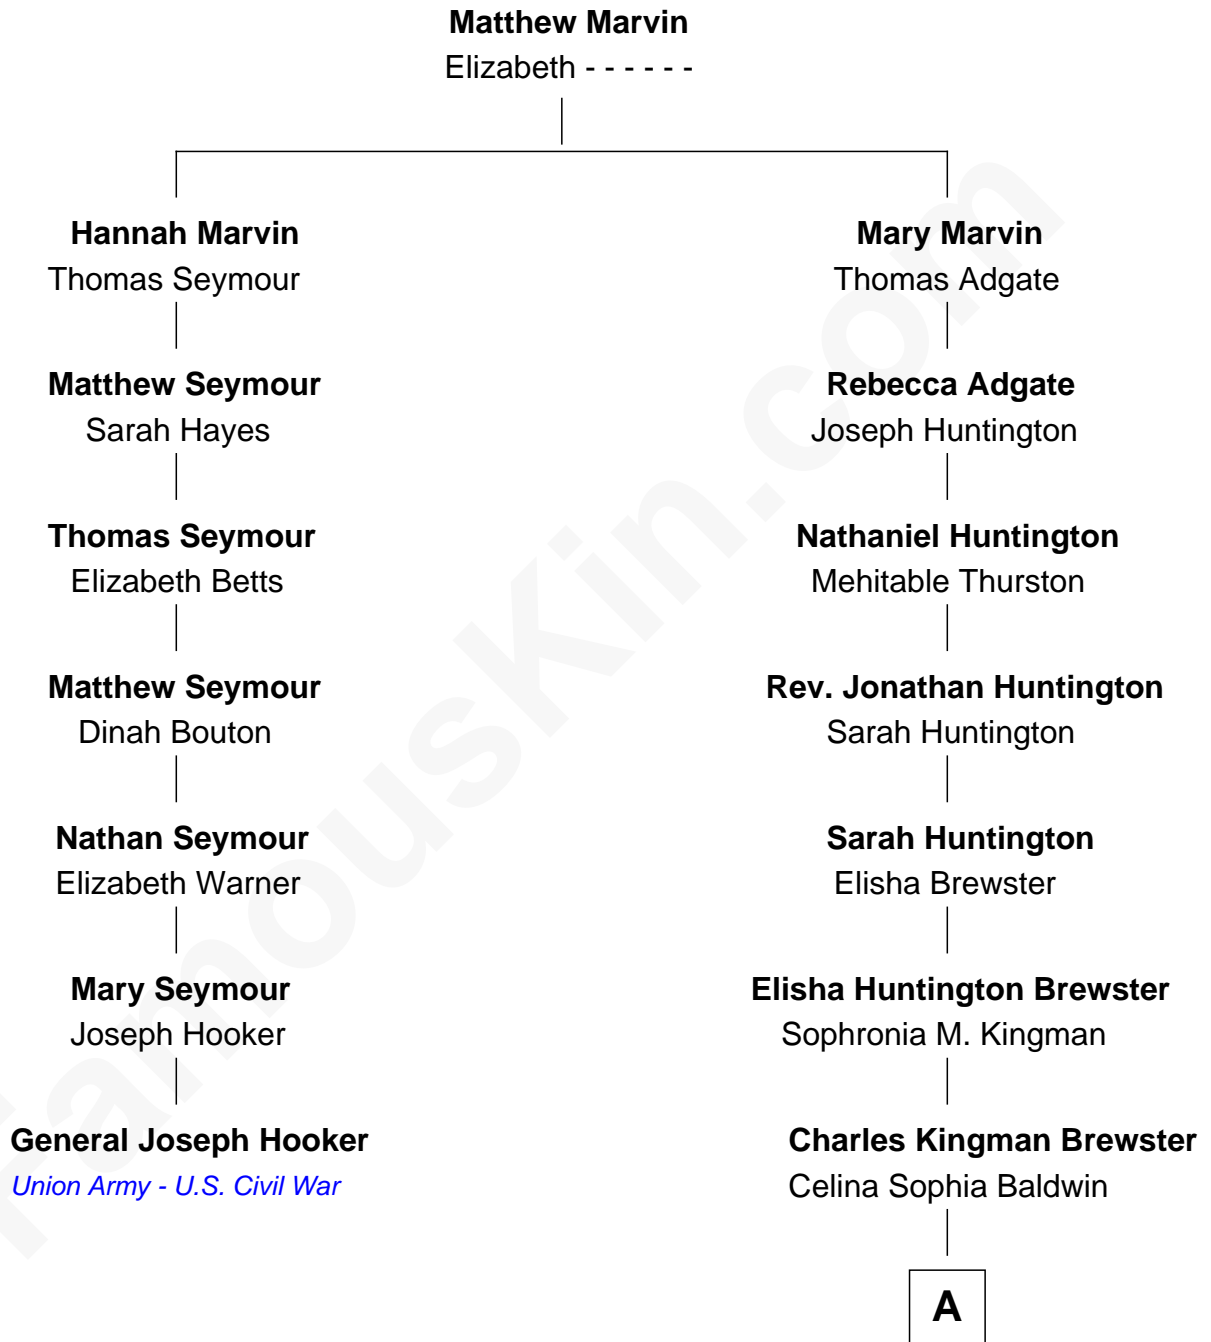 Matthew Marvin
Elizabeth - - - - - -
Hannah Marvin
Thomas Seymour
Mary Marvin
Thomas Adgate
Matthew Seymour
Sarah Hayes
Rebecca Adgate
Joseph Huntington
Thomas Seymour
Elizabeth Betts
Nathaniel Huntington
Mehitable Thurston
Matthew Seymour
Dinah Bouton
Rev. Jonathan Huntington
Sarah Huntington
Nathan Seymour
Elizabeth Warner
Sarah Huntington
Elisha Brewster
Mary Seymour
Joseph Hooker
Elisha Huntington Brewster
Sophronia M. Kingman
General Joseph Hooker
Union Army - U.S. Civil War
Charles Kingman Brewster
Celina Sophia Baldwin
A
FamousKin.com